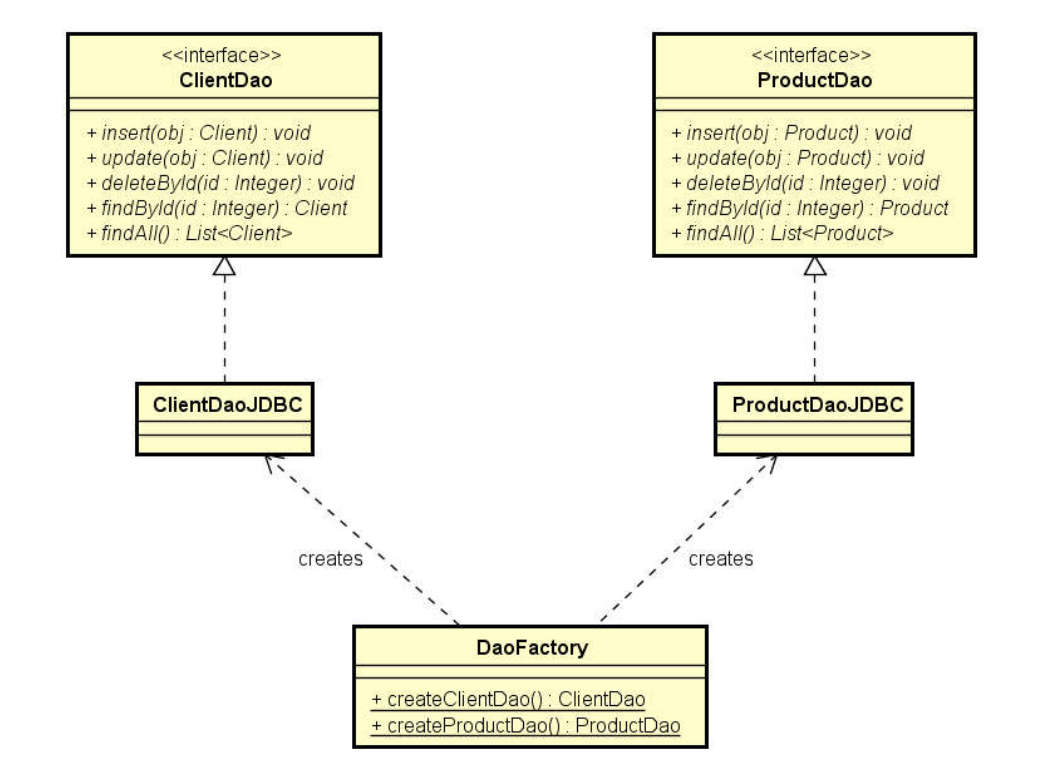 <<interface>>
ClientDao
+ insert(obj : Client) : void
+ update(obj : Client) : void
+ deleteById(id : Integer) : void
+ findById(id : Integer) : Client
+ findAll() : List<Client>
<<interface>>
ProductDao
+ insert(obj : Product) : void
+ update(obj : Product) : void
+ deleteById(id : Integer) : void
+ findById(id : Integer) : Product
+ findAll() : List<Product>
ClientDaoJDBC
ProductDaoJDBC
creates
creates
DaoFactory
+ createClientDao() : ClientDao
+ createProductDao() : ProductDao